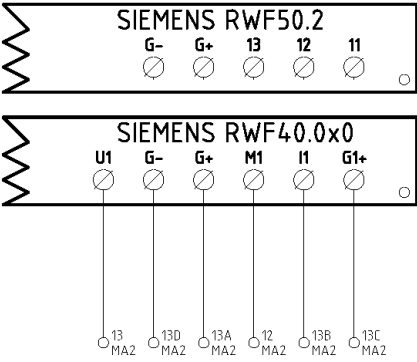 SIEMENS RWF50.2
G- G+ 13 12 11
SIEMENS RWF40.0x0
U1 G- G+ M1 I1 G1+
13 13D 13A 12 13B 13C
MA2 MA2 MA2 MA2 MA2 MA2